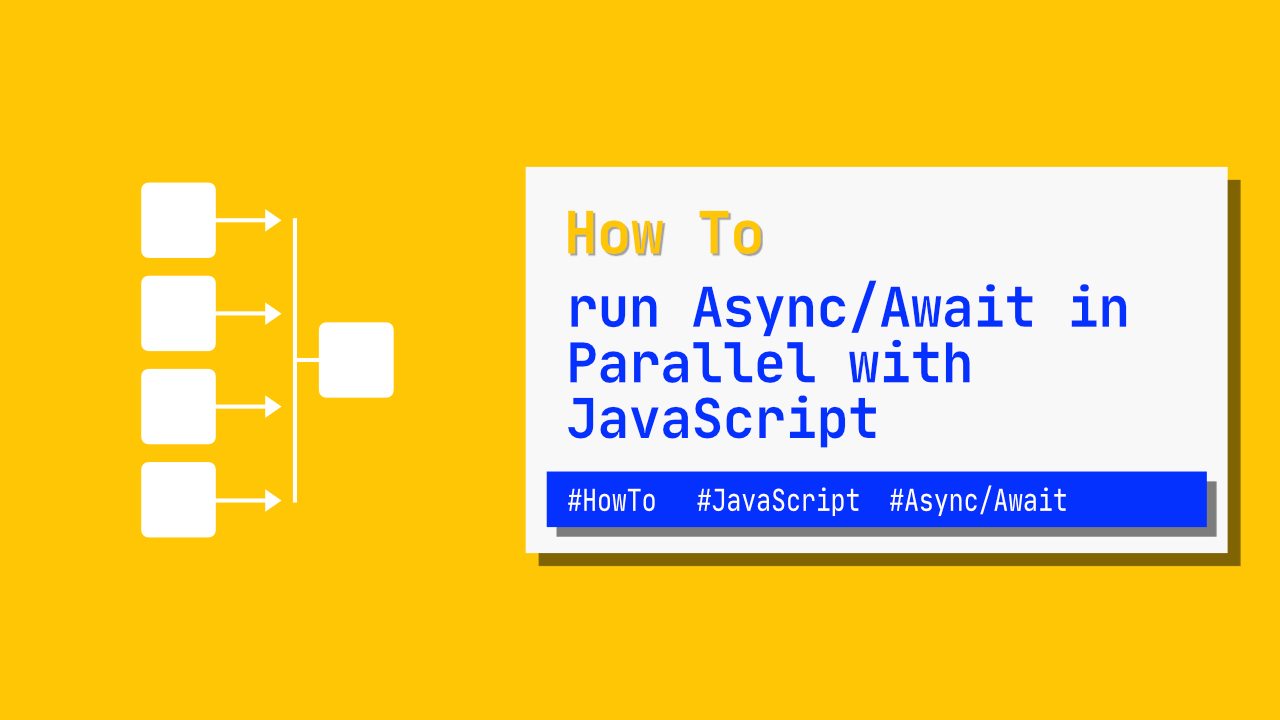 How To
run Async/Await in
Parallel with
JavaScript
#HowTo #JavaScript #Async/Await